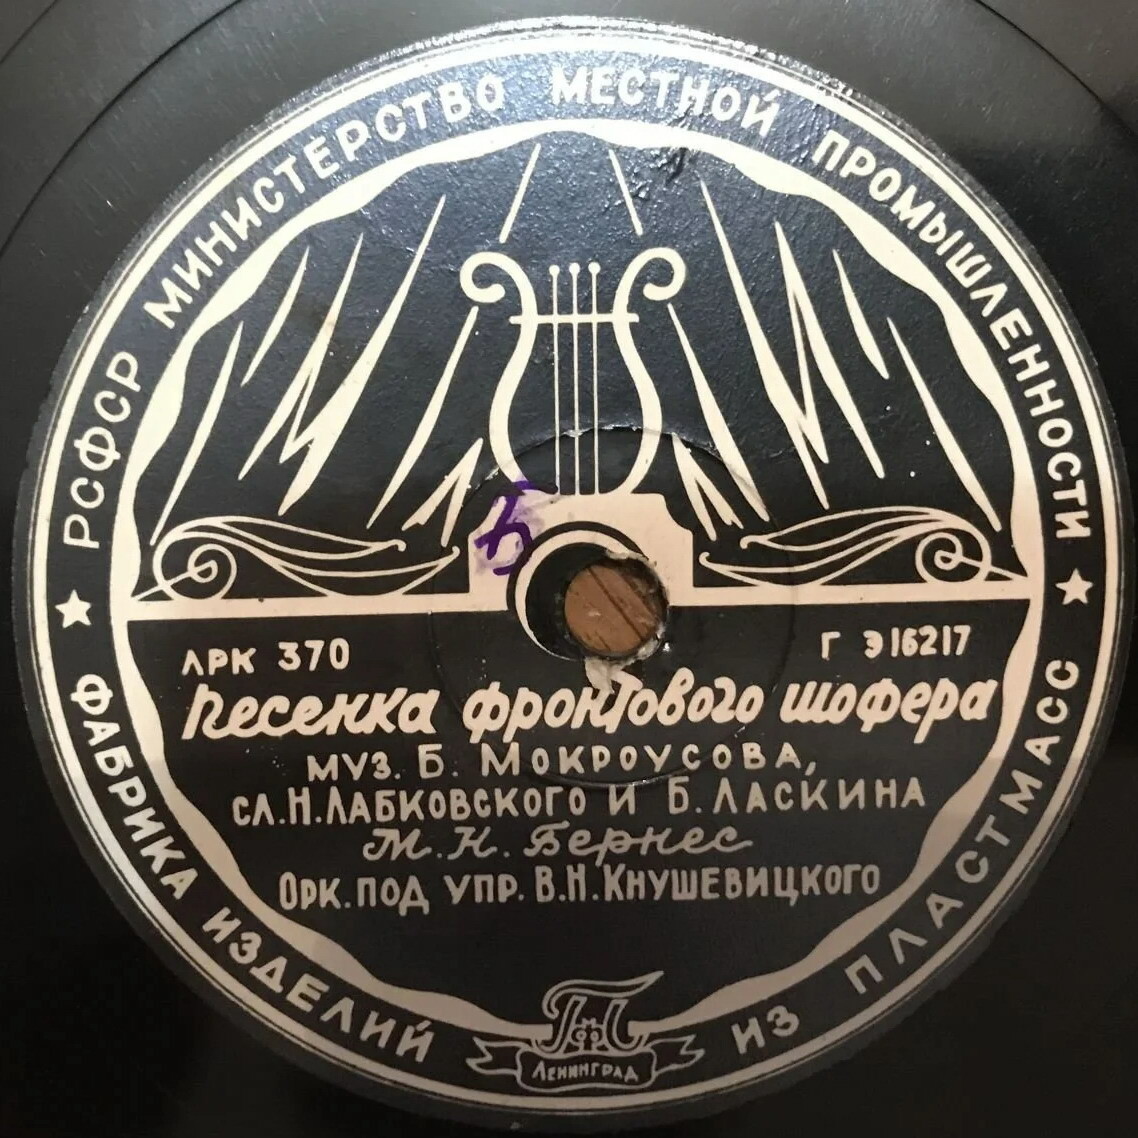 РСФСР МИНИСТЕРСТВО МЕСТНОЙ ПРОМЫШЛЕННОСТИ
ЛРК 370
Г Э16217
Песенка фронтового шофера
муз. Б. Мокроусова,
сл. Н. Лабковского и Б. Ласкина
М. Н. Бернес
Орк. под упр. В. Н. Кнушевицкого
Ленинград
ФАБРИКА ИЗДЕЛИЙ ИЗ ПЛАСТМАСС